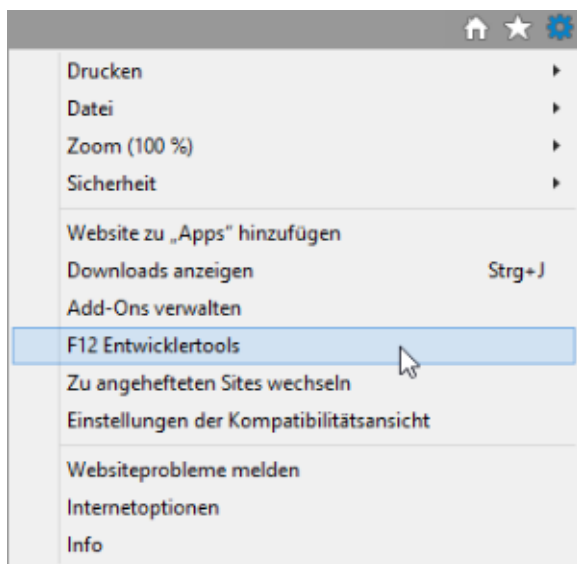 Drucken
Datei
Zoom (100 %)
Sicherheit
Website zu „Apps“ hinzufügen
Downloads anzeigen Strg+J
Add-Ons verwalten
F12 Entwicklertools
Zu angehefteten Sites wechseln
Einstellungen der Kompatibilitätsansicht
Websiteprobleme melden
Internetoptionen
Info